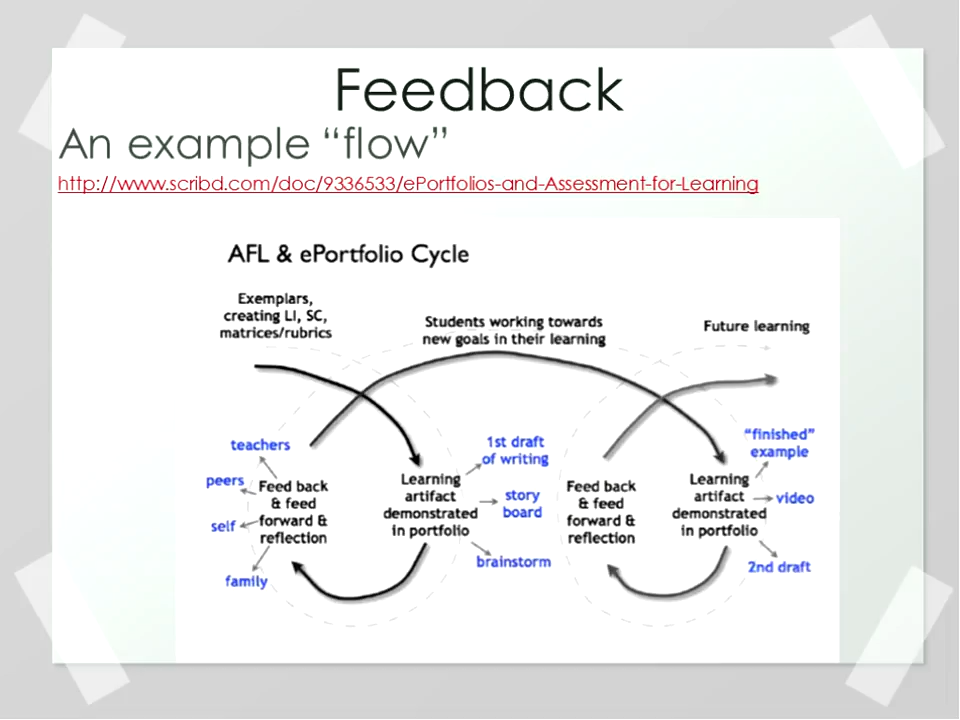 Feedback
An example “flow”
http://www.scribd.com/doc/9336533/ePortfolios-and-Assessment-for-Learning
AFL & ePortfolio Cycle
Exemplars,
creating LI, SC,
matrices/rubrics
Students working towards
new goals in their learning
Future learning
teachers
peers
self
family
Feed back
& feed
forward &
reflection
Learning
artifact
demonstrated
in portfolio
1st draft
of writing
story
board
brainstorm
Feed back
& feed
forward &
reflection
Learning
artifact
demonstrated
in portfolio
“finished”
example
video
2nd draft